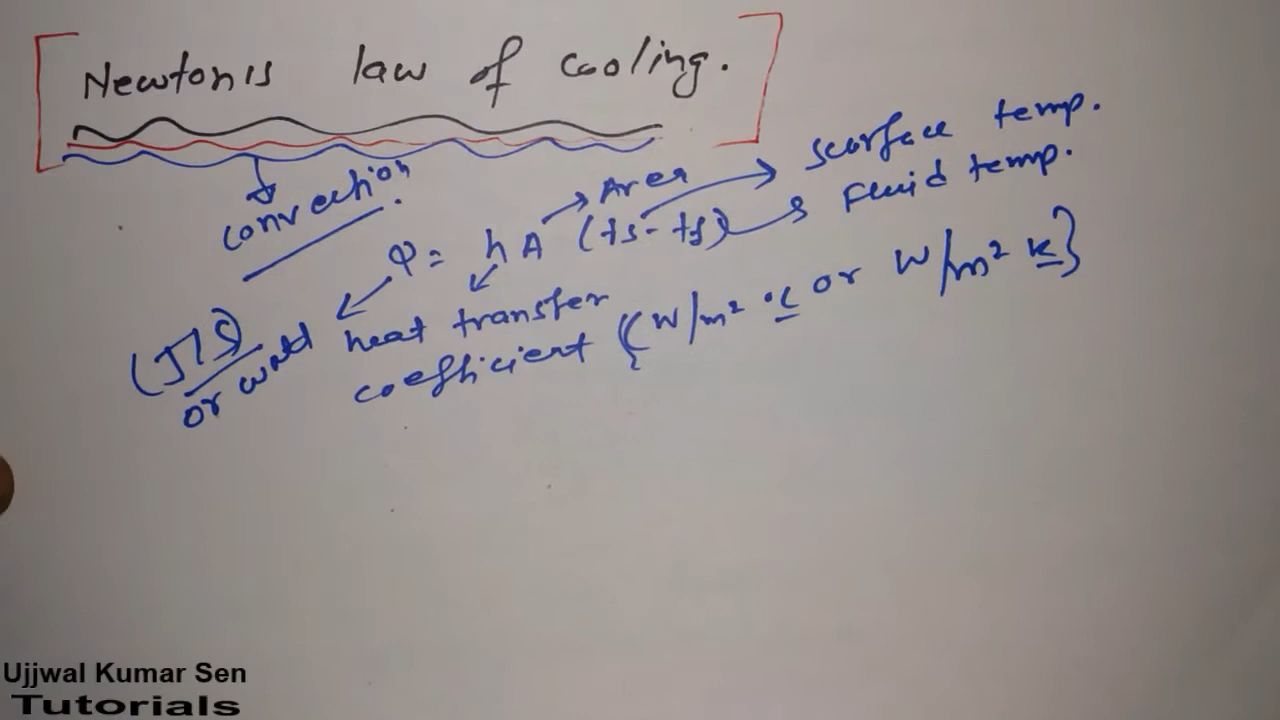 Newton's law of cooling.
convection.
Area
surface temp.
Q = hA (ts - tf)
Fluid temp.
(J/S)
or watt
heat transfer
coefficient {(W/m² °C or W/m² K}
Ujjwal Kumar Sen
Tutorials